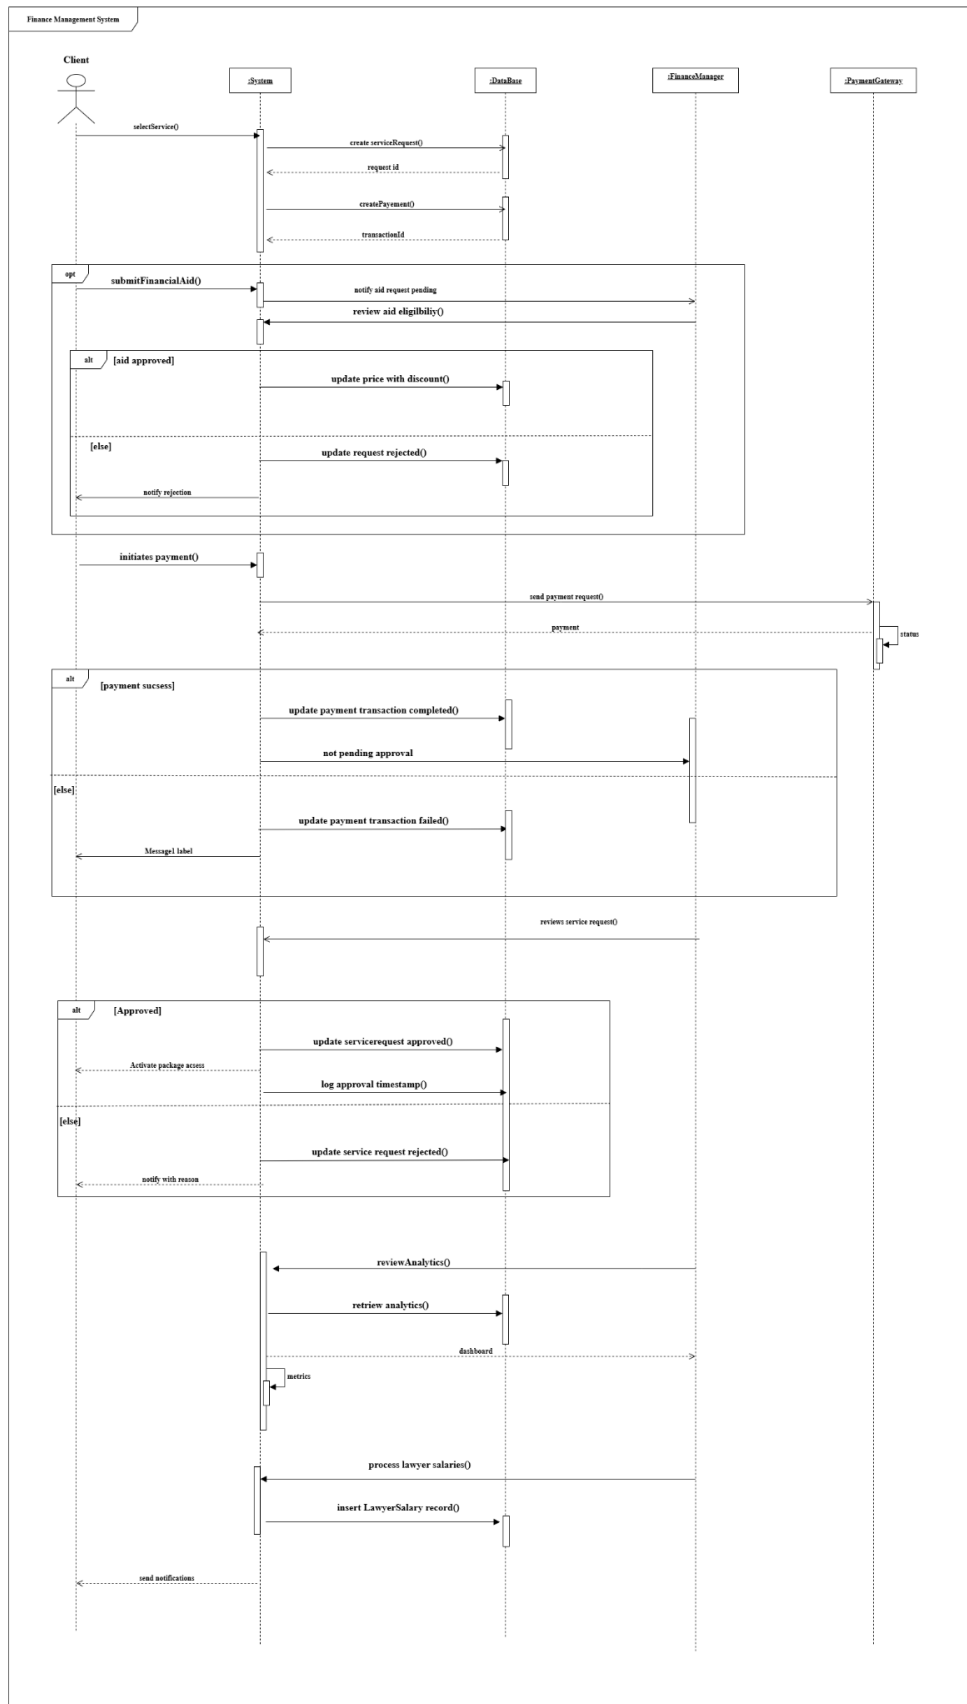 Finance Management System
Client
:System
:DataBase
:FinanceManager
:PaymentGateway
selectService()
create serviceRequest()
request id
createPayement()
transactionId
opt
submitFinancialAid()
notify aid request pending
review aid eligilbiliy()
alt
[aid approved]
update price with discount()
[else]
update request rejected()
notify rejection
initiates payment()
send payment request()
payment
status
alt
[payment sucsess]
update payment transaction completed()
not pending approval
[else]
update payment transaction failed()
Message1 label
reviews service request()
alt
[Approved]
update servicerequest approved()
Activate package acsess
log approval timestamp()
[else]
update service request rejected()
notify with reason
reviewAnalytics()
retriew analytics()
dashboard
metrics
process lawyer salaries()
insert LawyerSalary record()
send notifications